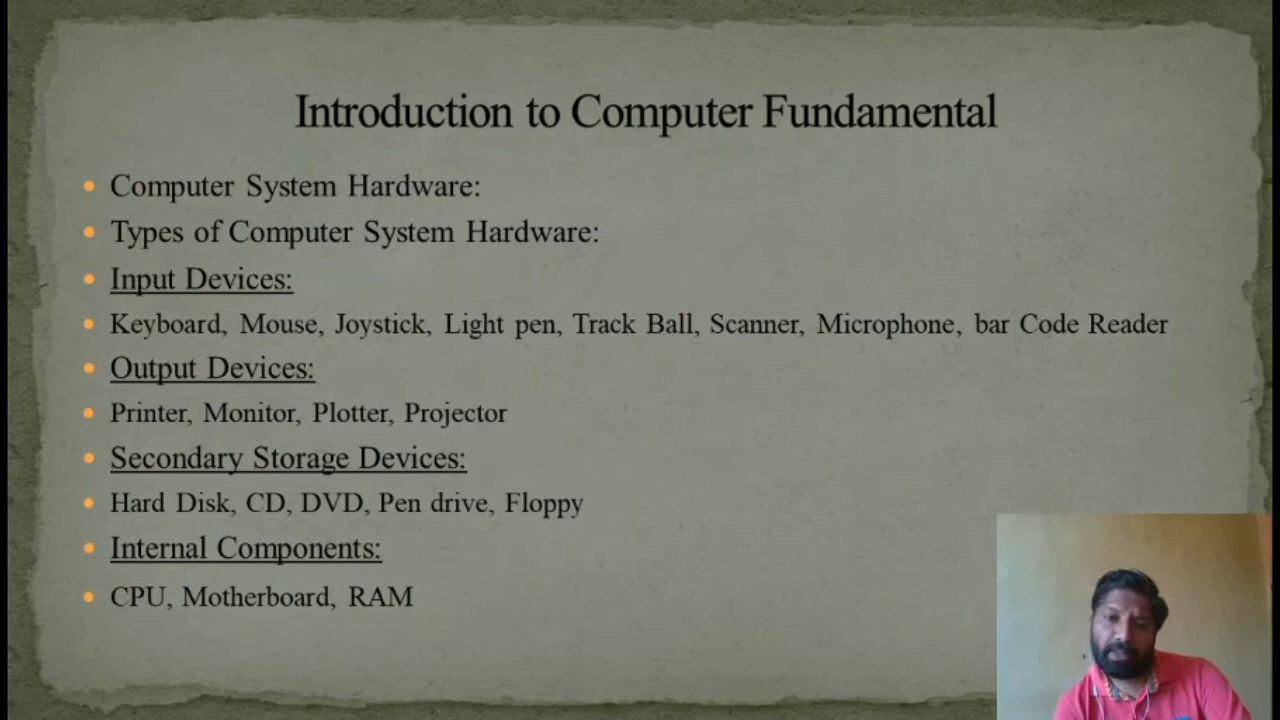 Introduction to Computer Fundamental
Computer System Hardware:
Types of Computer System Hardware:
Input Devices:
Keyboard, Mouse, Joystick, Light pen, Track Ball, Scanner, Microphone, bar Code Reader
Output Devices:
Printer, Monitor, Plotter, Projector
Secondary Storage Devices:
Hard Disk, CD, DVD, Pen drive, Floppy
Internal Components:
CPU, Motherboard, RAM